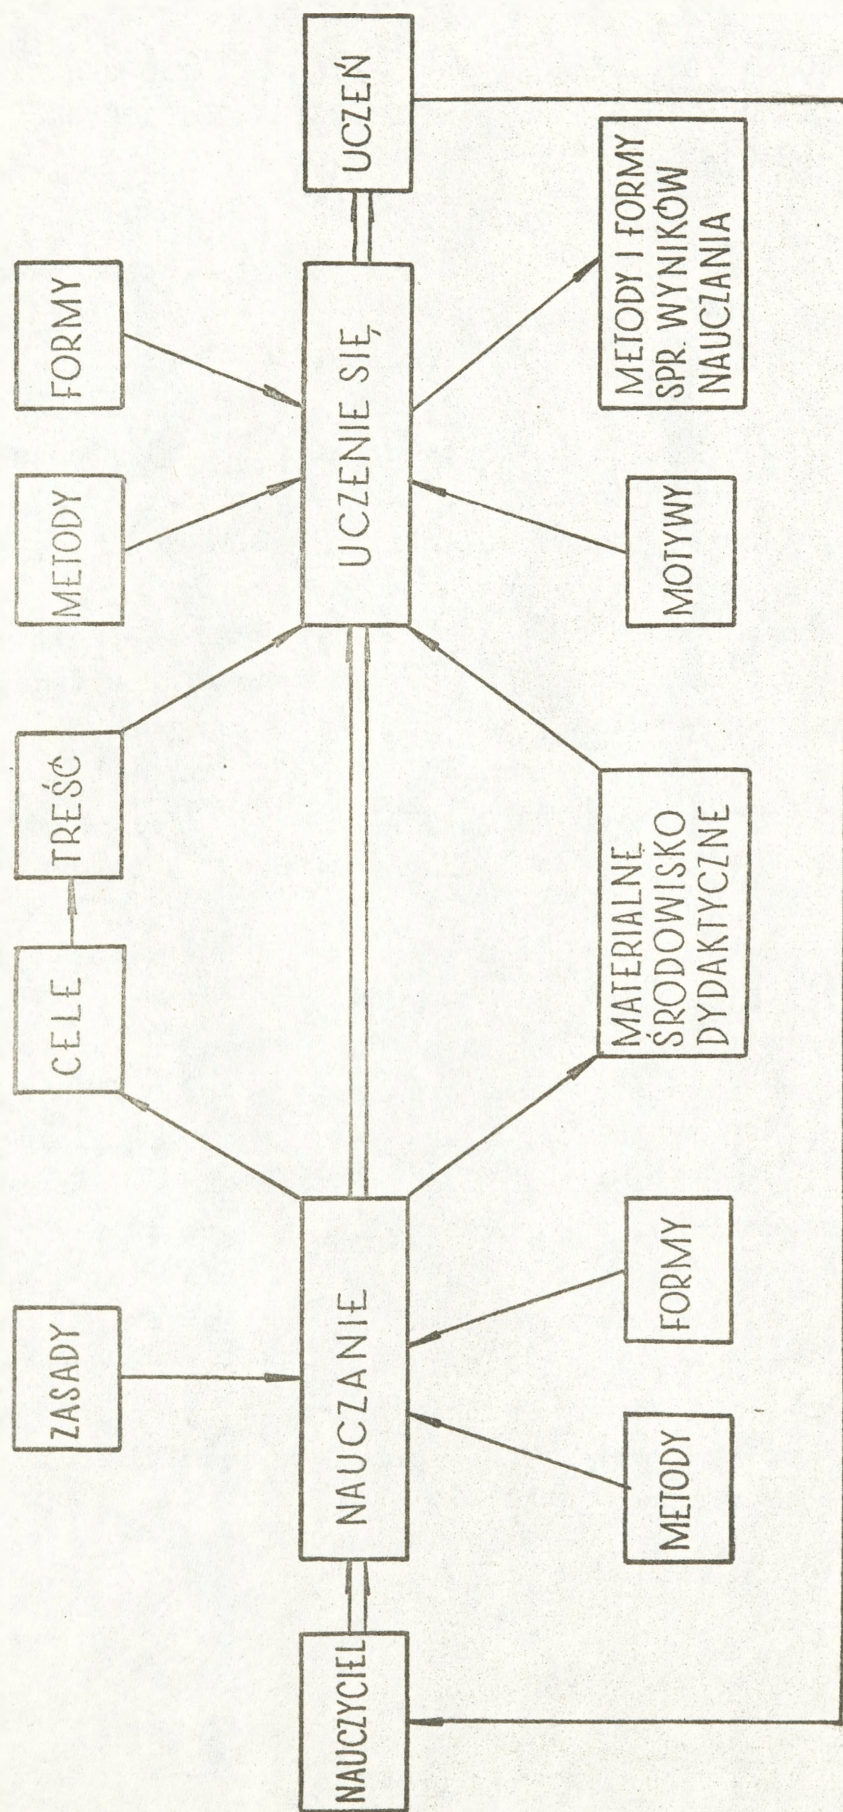 ZASADY
CELE
TREŚĆ
METODY
FORMY
NAUCZYCIEL
NAUCZANIE
UCZENIE SIĘ
UCZEŃ
METODY
FORMY
MATERIALNE
ŚRODOWISKO
DYDAKTYCZNE
MOTYWY
METODY I FORMY
SPR. WYNIKÓW
NAUCZANIA